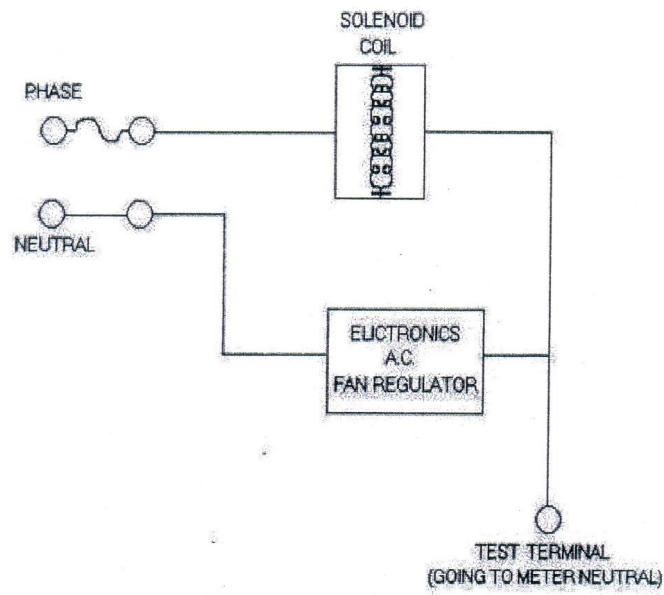 SOLENOID
COIL
PHASE
NEUTRAL
ELICTRONICS
A.C.
FAN REGULATOR
TEST TERMINAL
(GOING TO METER NEUTRAL)